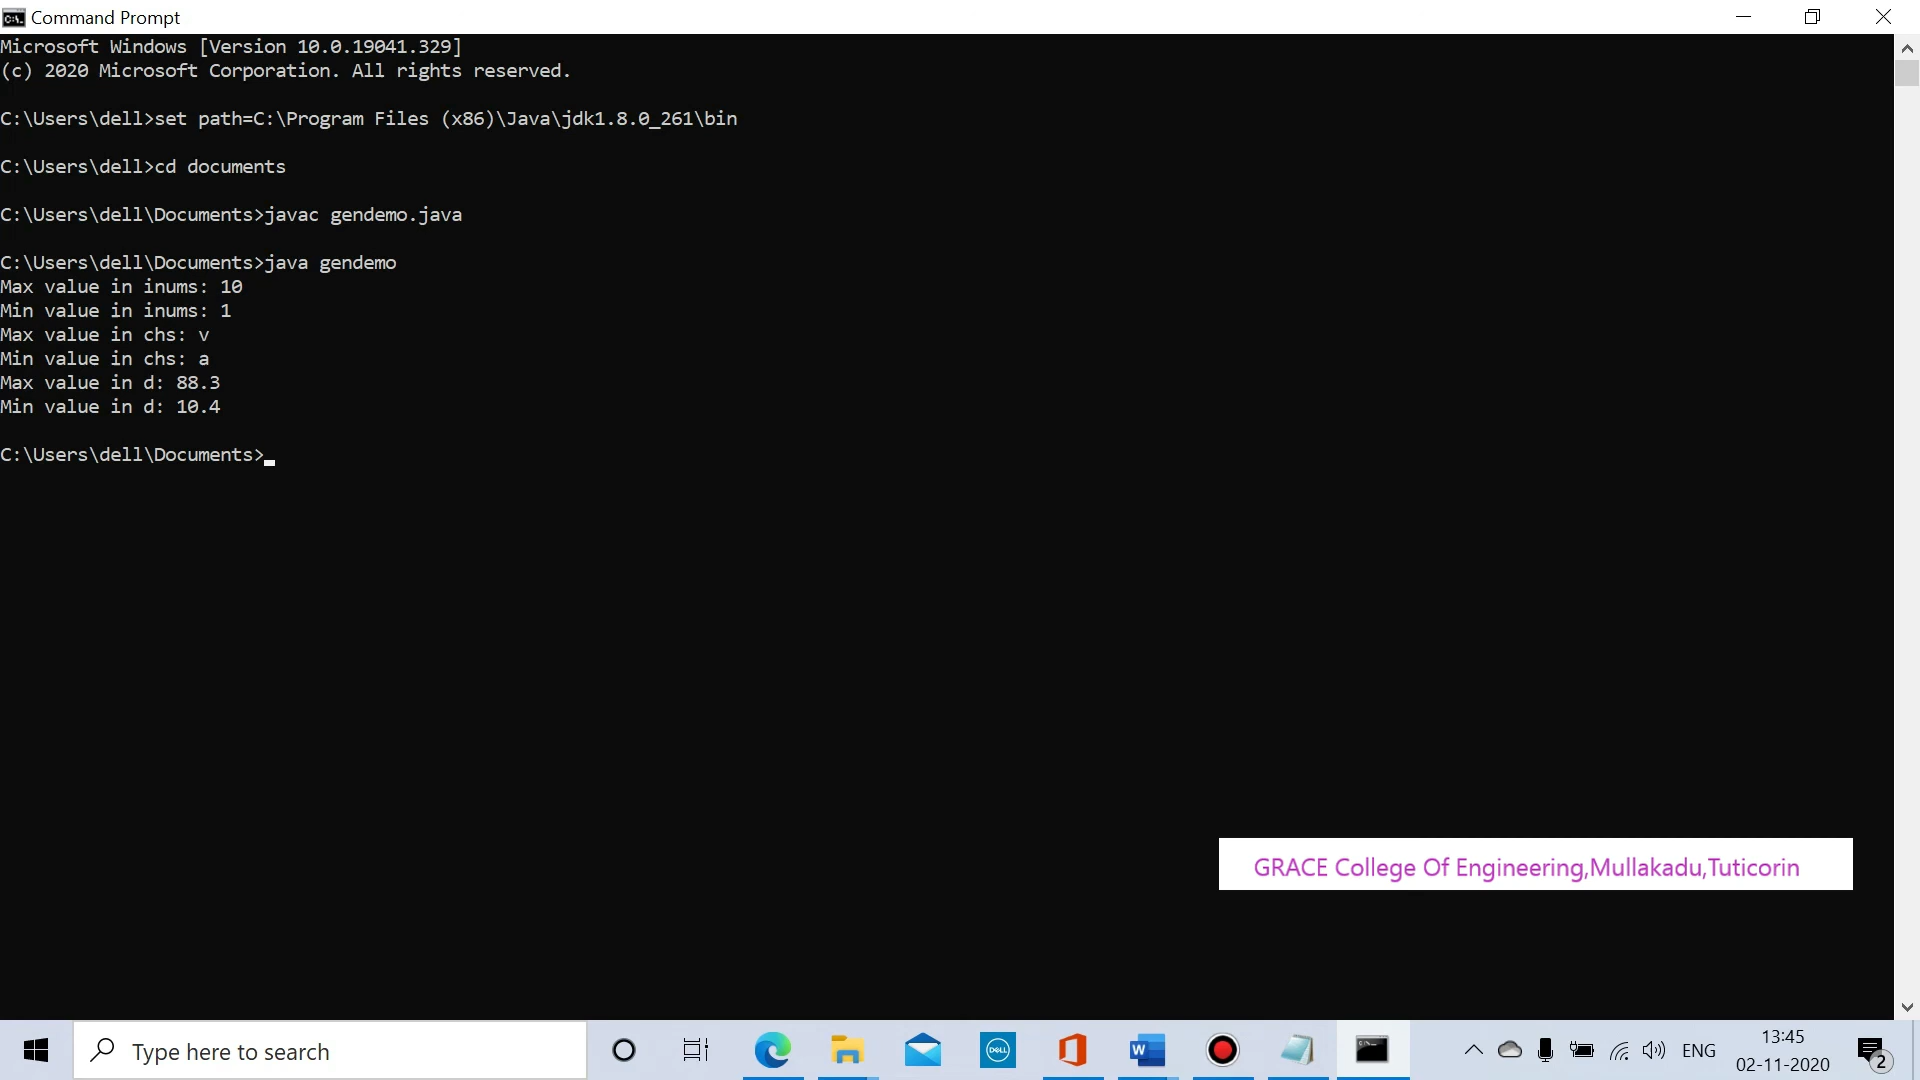 Command Prompt
Microsoft Windows [Version 10.0.19041.329]
(c) 2020 Microsoft Corporation. All rights reserved.
C:\Users\dell>set path=C:\Program Files (x86)\Java\jdk1.8.0_261\bin
C:\Users\dell>cd documents
C:\Users\dell\Documents>javac gendemo.java
C:\Users\dell\Documents>java gendemo
Max value in inums: 10
Min value in inums: 1
Max value in chs: v
Min value in chs: a
Max value in d: 88.3
Min value in d: 10.4
C:\Users\dell\Documents>
GRACE College Of Engineering,Mullakadu,Tuticorin
Type here to search
DELL
W
ENG
13:45
02-11-2020
2